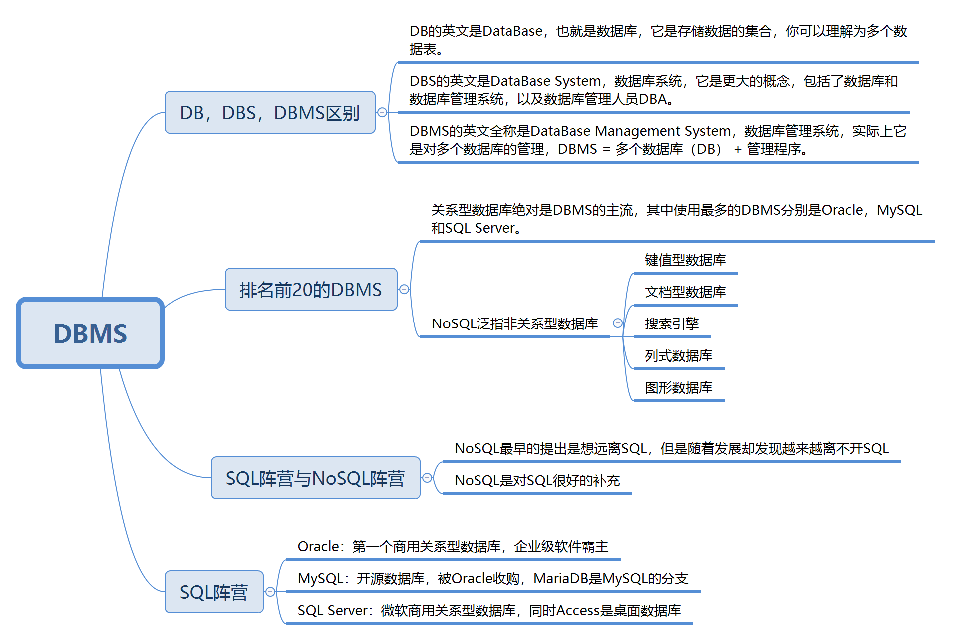 DB的英文是DataBase，也就是数据库，它是存储数据的集合，你可以理解为多个数
据表。
DBS的英文是DataBase System，数据库系统，它是更大的概念，包括了数据库和
数据库管理系统，以及数据库管理人员DBA。
DB，DBS，DBMS区别
DBMS的英文全称是DataBase Management System，数据库管理系统，实际上它
是对多个数据库的管理，DBMS = 多个数据库（DB） + 管理程序。
关系型数据库绝对是DBMS的主流，其中使用最多的DBMS分别是Oracle，MySQL
和SQL Server。
排名前20的DBMS
键值型数据库
文档型数据库
NoSQL泛指非关系型数据库
搜索引擎
列式数据库
图形数据库
DBMS
NoSQL最早的提出是想远离SQL，但是随着发展却发现越来越离不开SQL
SQL阵营与NoSQL阵营
NoSQL是对SQL很好的补充
Oracle：第一个商用关系型数据库，企业级软件霸主
MySQL：开源数据库，被Oracle收购，MariaDB是MySQL的分支
SQL阵营
SQL Server：微软商用关系型数据库，同时Access是桌面数据库